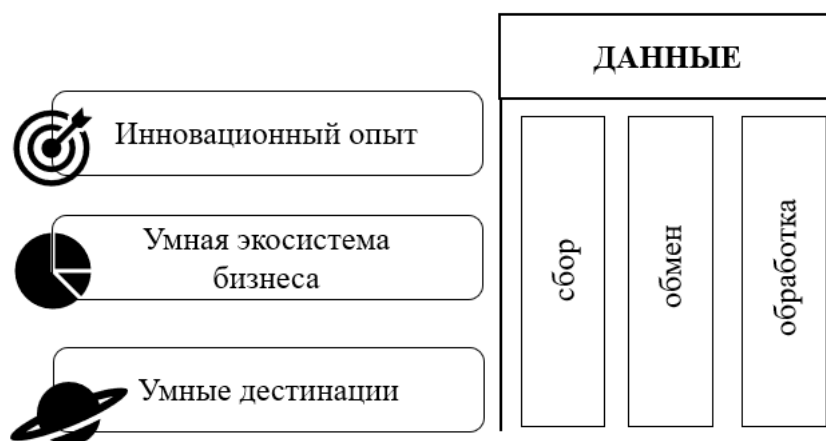 ДАННЫЕ
Инновационный опыт
Умная экосистема
бизнеса
Умные дестинации
сбор
обмен
обработка